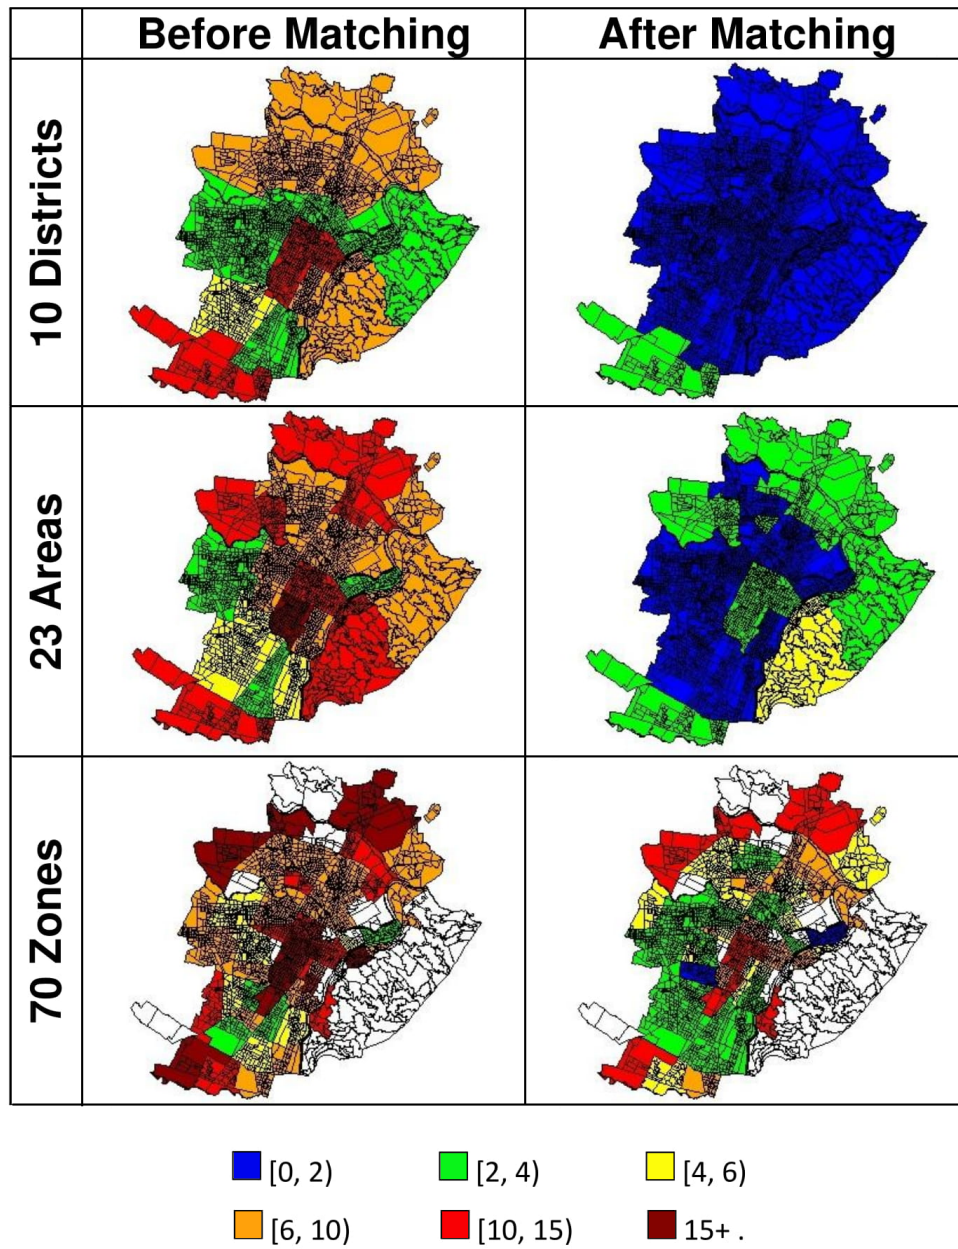 Before Matching
After Matching
10 Districts
23 Areas
70 Zones
[0, 2)
[2, 4)
[4, 6)
[6, 10)
[10, 15)
15+ .